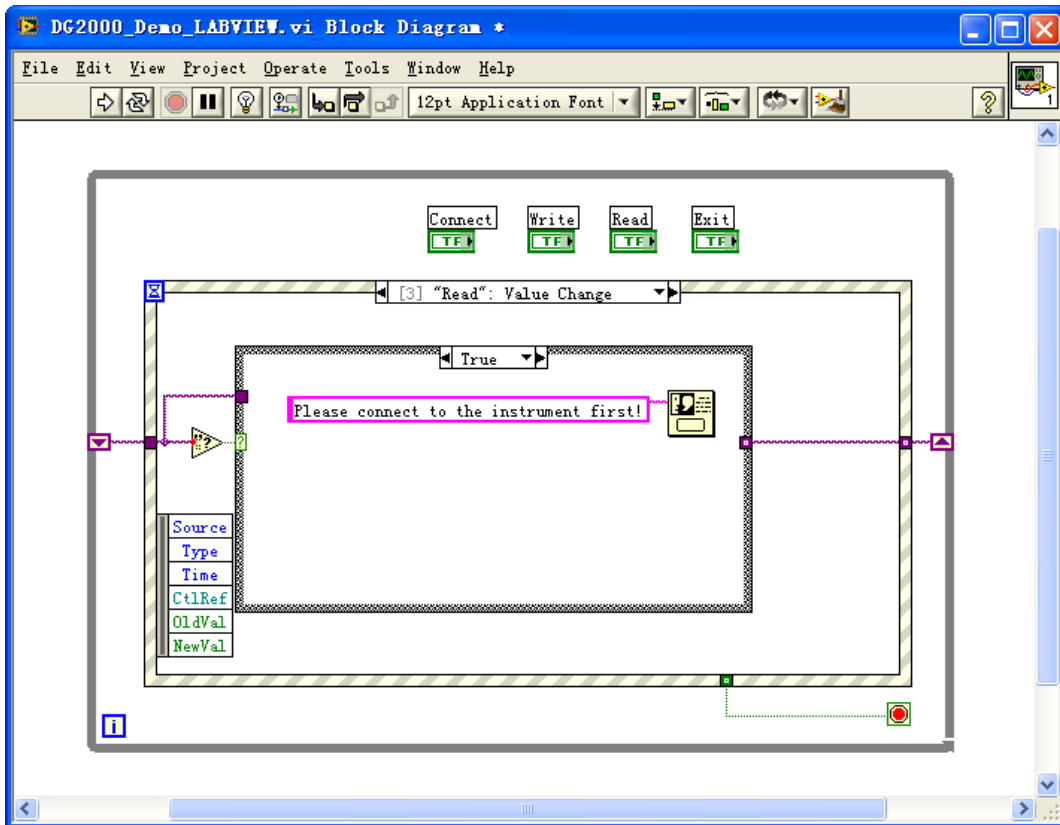 DG2000_Demo_LABVIEW.vi Block Diagram *
File Edit View Project Operate Tools Window Help
12pt Application Font
1
Connect Write Read Exit
TF TF TF TF
[3] "Read": Value Change
True
Please connect to the instrument first!
?
?
Source
Type
Time
CtlRef
OldVal
NewVal
i